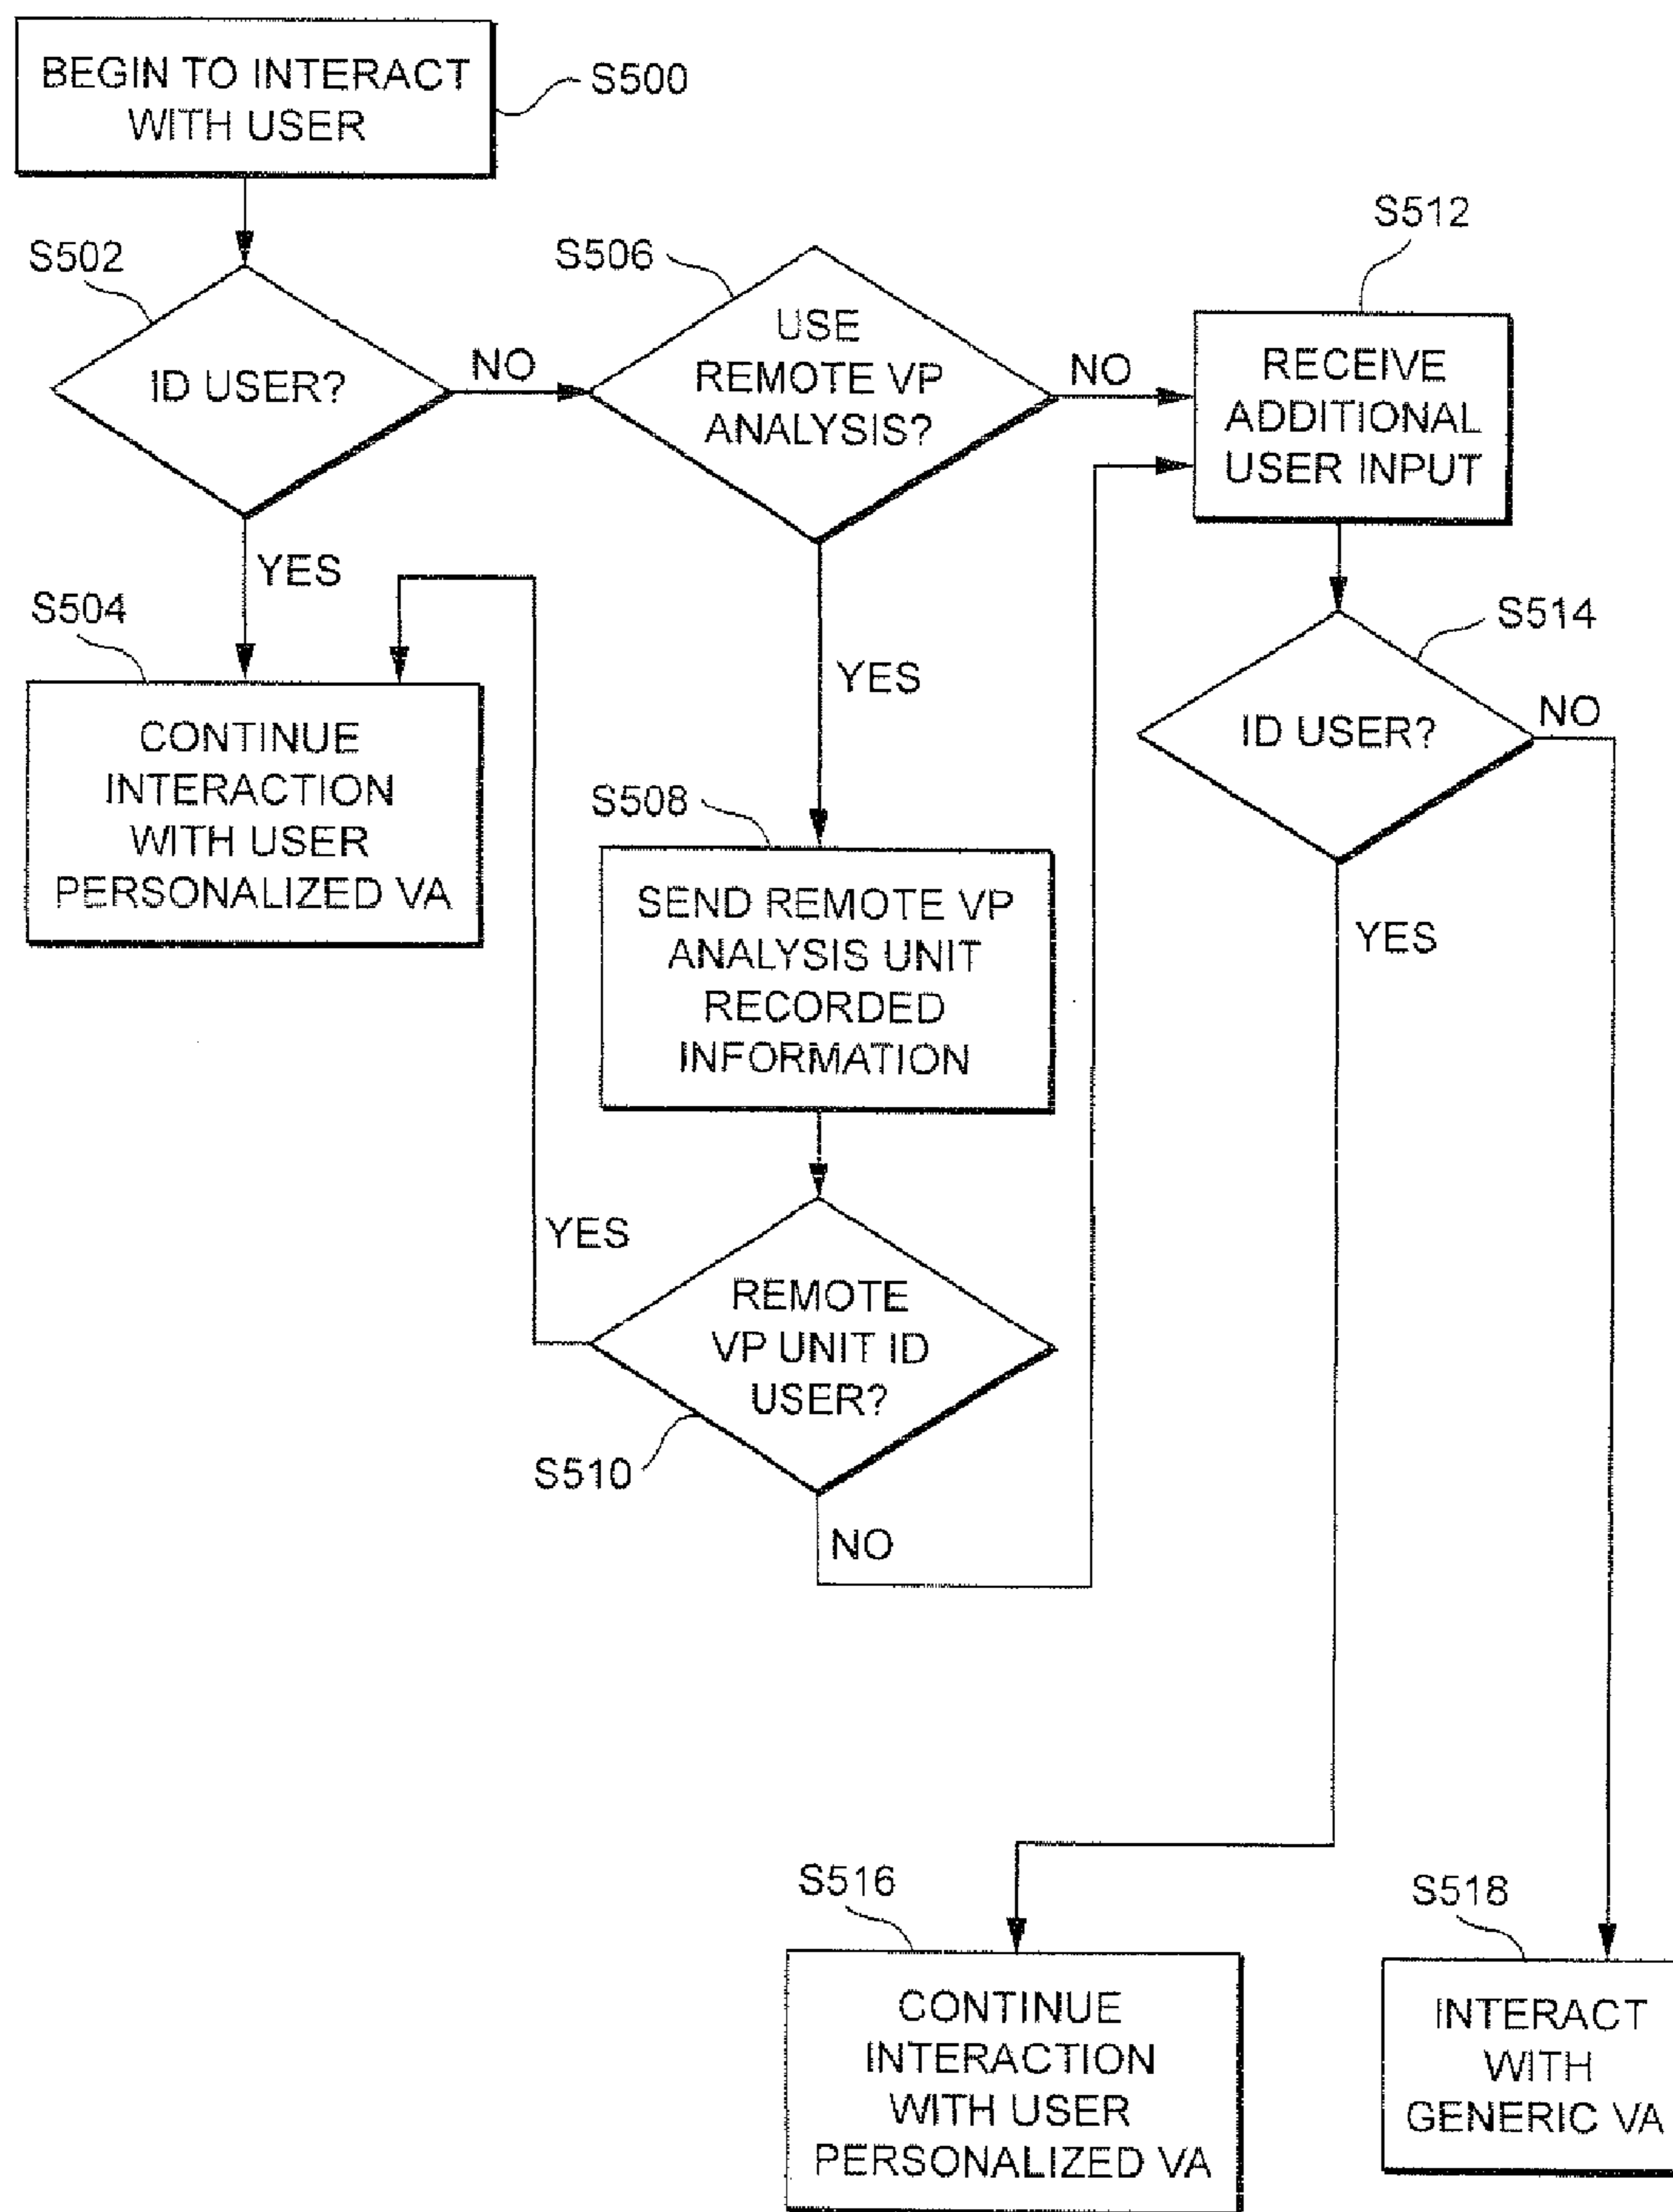 BEGIN TO INTERACT
WITH USER
S500
S502
ID USER?
NO
YES
S506
USE
REMOTE VP
ANALYSIS?
NO
YES
S512
RECEIVE
ADDITIONAL
USER INPUT
S504
CONTINUE
INTERACTION
WITH USER
PERSONALIZED VA
S508
SEND REMOTE VP
ANALYSIS UNIT
RECORDED
INFORMATION
S514
ID USER?
NO
YES
YES
REMOTE
VP UNIT ID
USER?
S510
NO
S516
CONTINUE
INTERACTION
WITH USER
PERSONALIZED VA
S518
INTERACT
WITH
GENERIC VA